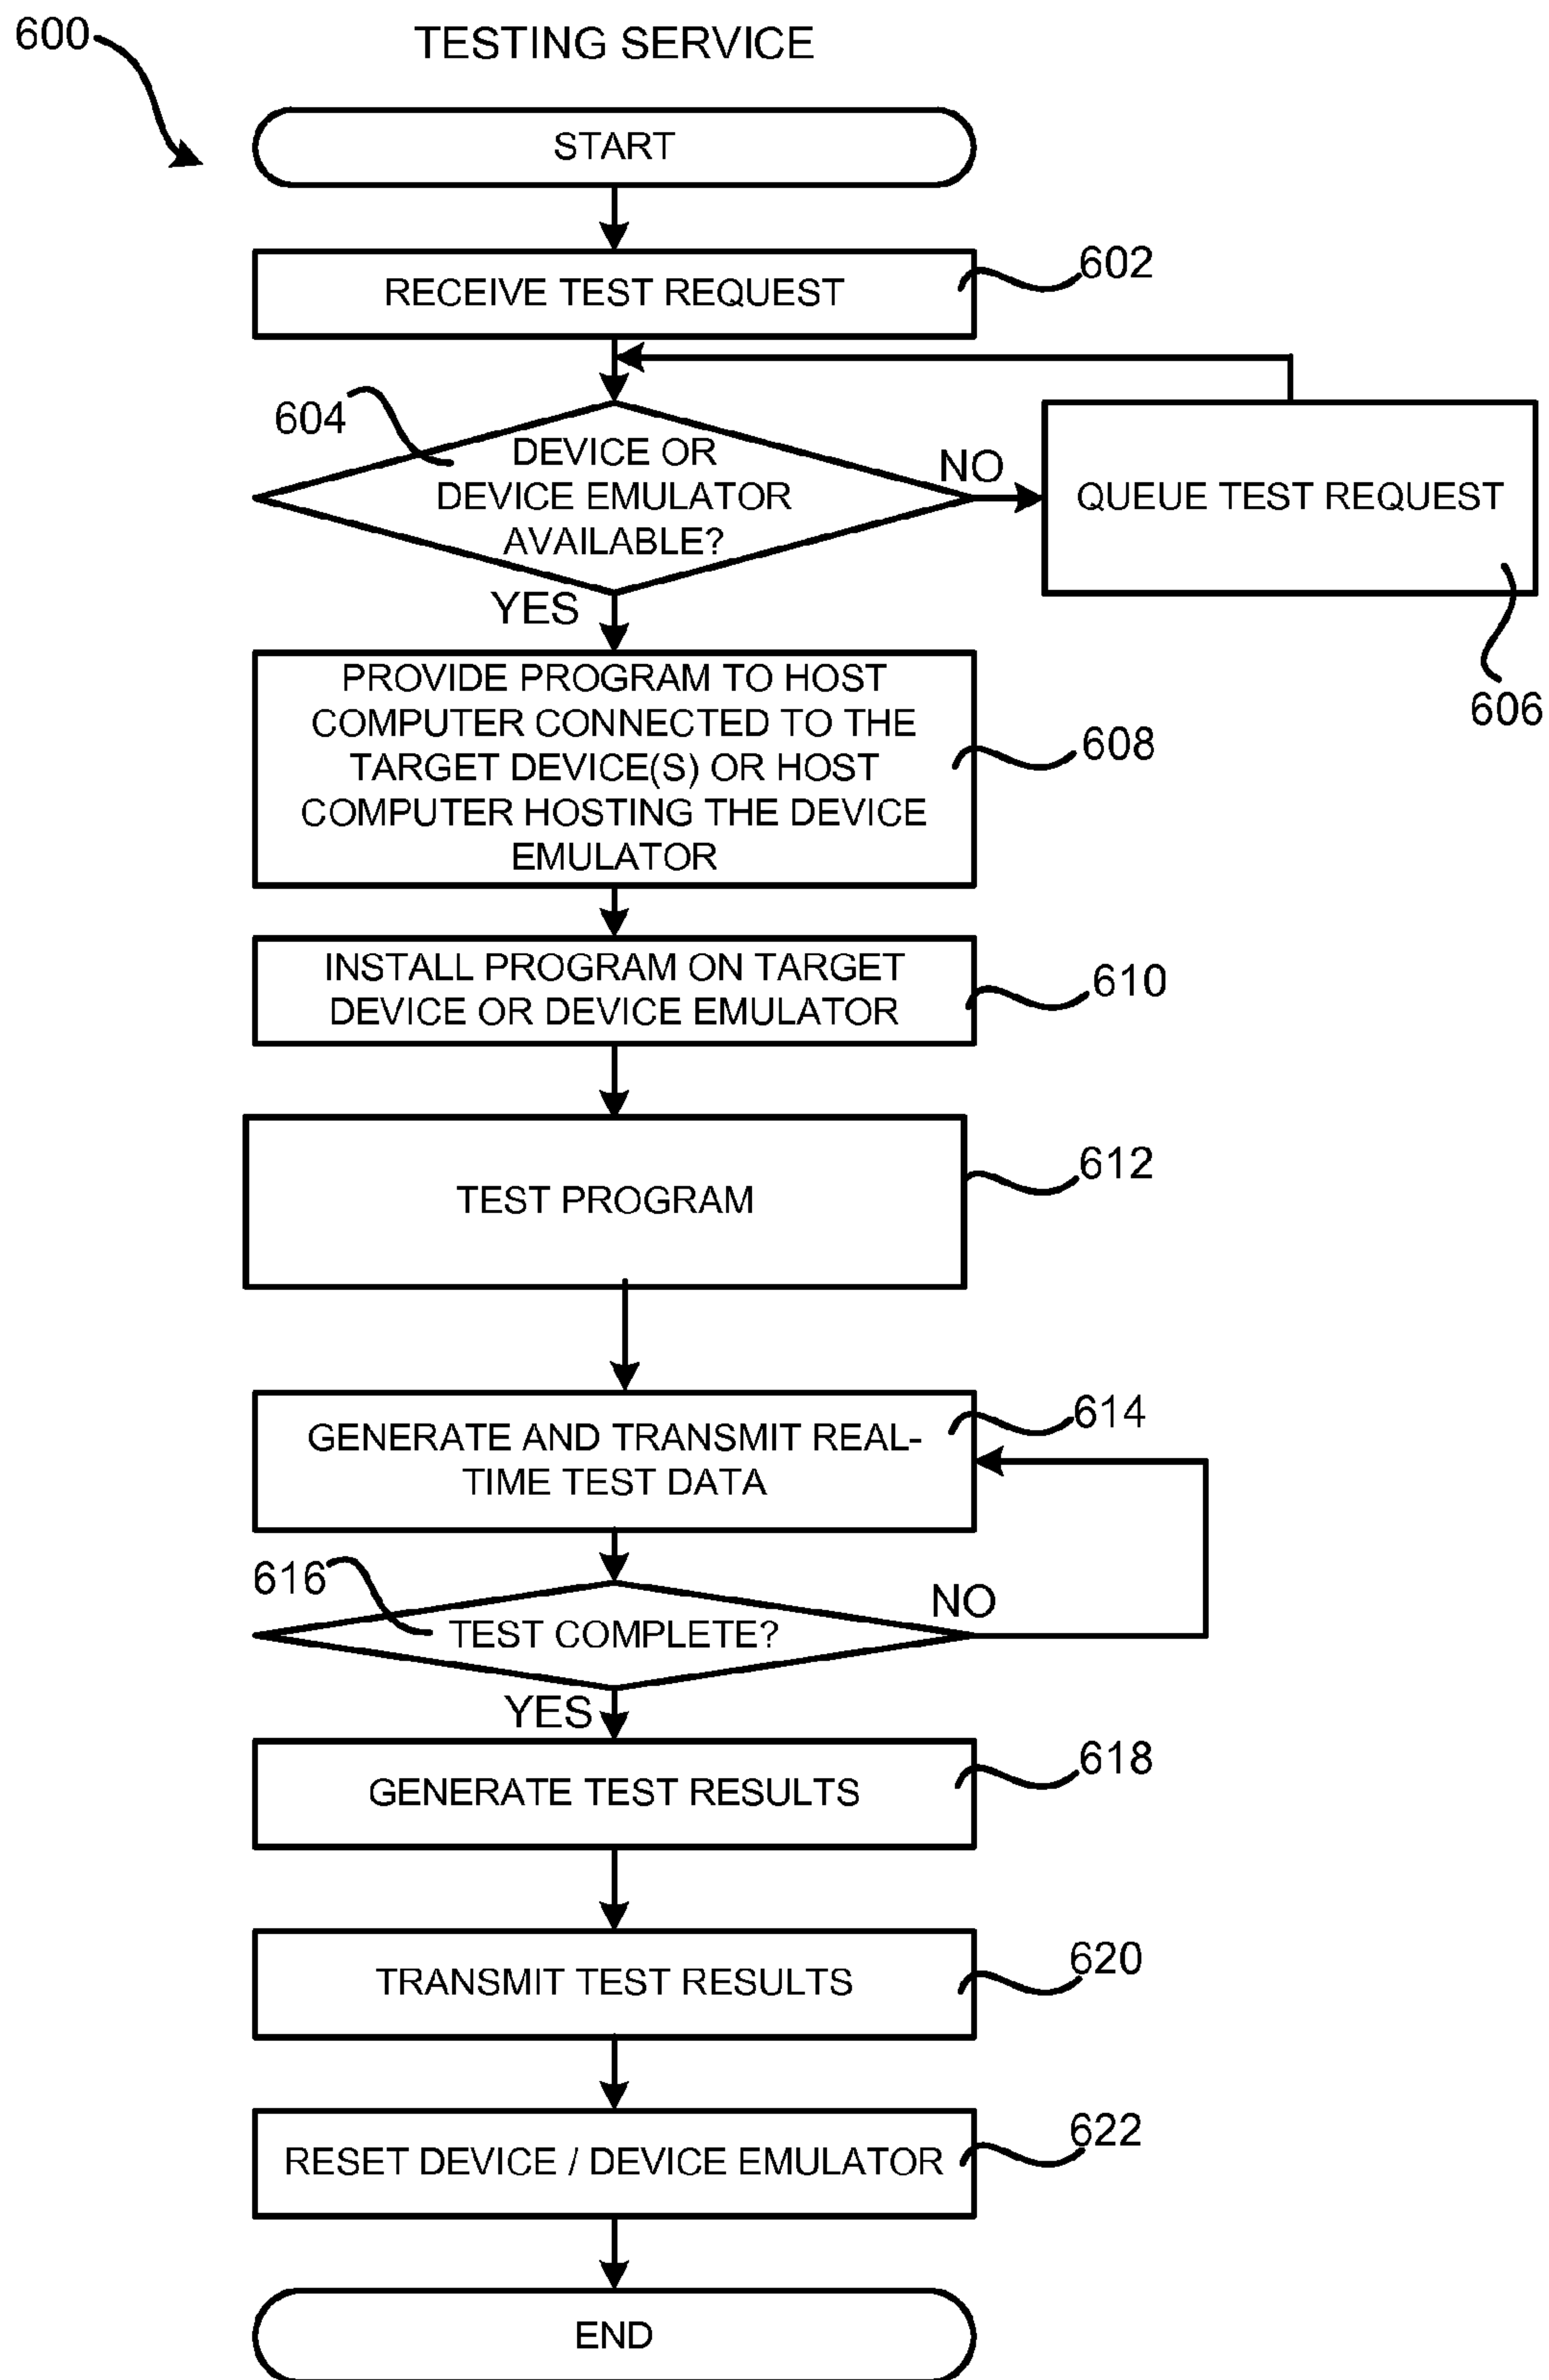 600
TESTING SERVICE
START
RECEIVE TEST REQUEST
602
604
DEVICE OR
DEVICE EMULATOR
AVAILABLE?
NO
QUEUE TEST REQUEST
606
YES
PROVIDE PROGRAM TO HOST
COMPUTER CONNECTED TO THE
TARGET DEVICE(S) OR HOST
COMPUTER HOSTING THE DEVICE
EMULATOR
608
INSTALL PROGRAM ON TARGET
DEVICE OR DEVICE EMULATOR
610
TEST PROGRAM
612
GENERATE AND TRANSMIT REAL-
TIME TEST DATA
614
616
TEST COMPLETE?
NO
YES
GENERATE TEST RESULTS
618
TRANSMIT TEST RESULTS
620
RESET DEVICE / DEVICE EMULATOR
622
END